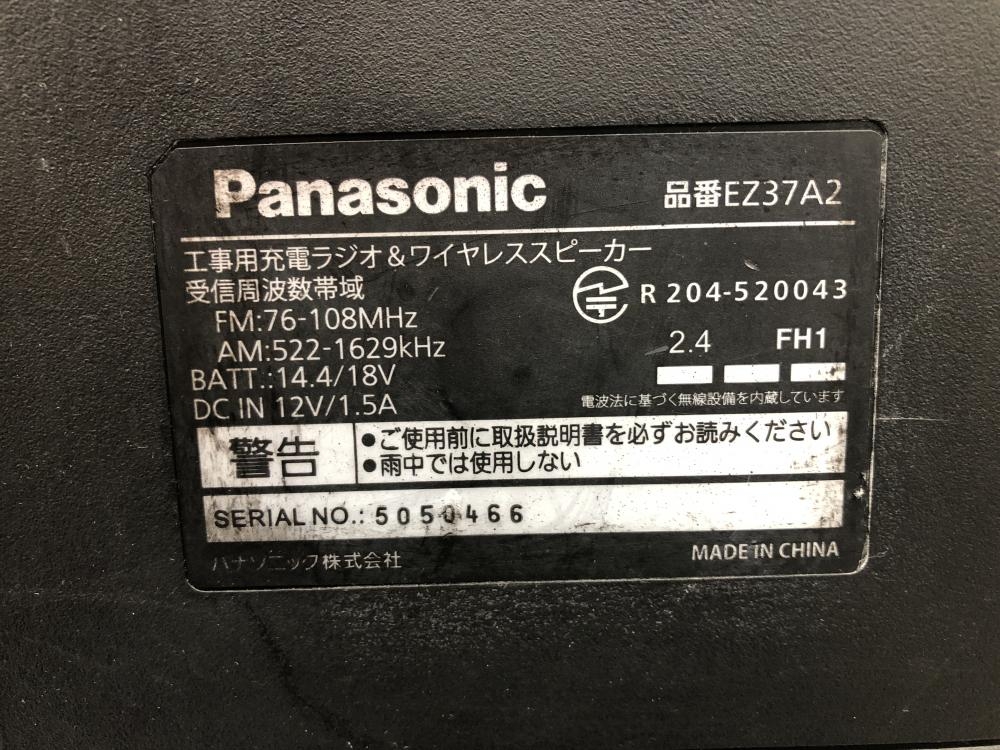 Panasonic 品番EZ37A2
工事用充電ラジオ&ワイヤレススピーカー
受信周波数帯域
R 204-520043
FM:76-108MHz
AM:522-1629kHz
2.4 FH1
BATT.:14.4/18V
DC IN 12V/1.5A
電波法に基づく無線設備を内蔵しています
警告
•ご使用前に取扱説明書を必ずお読みください
•雨中では使用しない
SERIAL NO.: 5050466
パナソニック株式会社
MADE IN CHINA